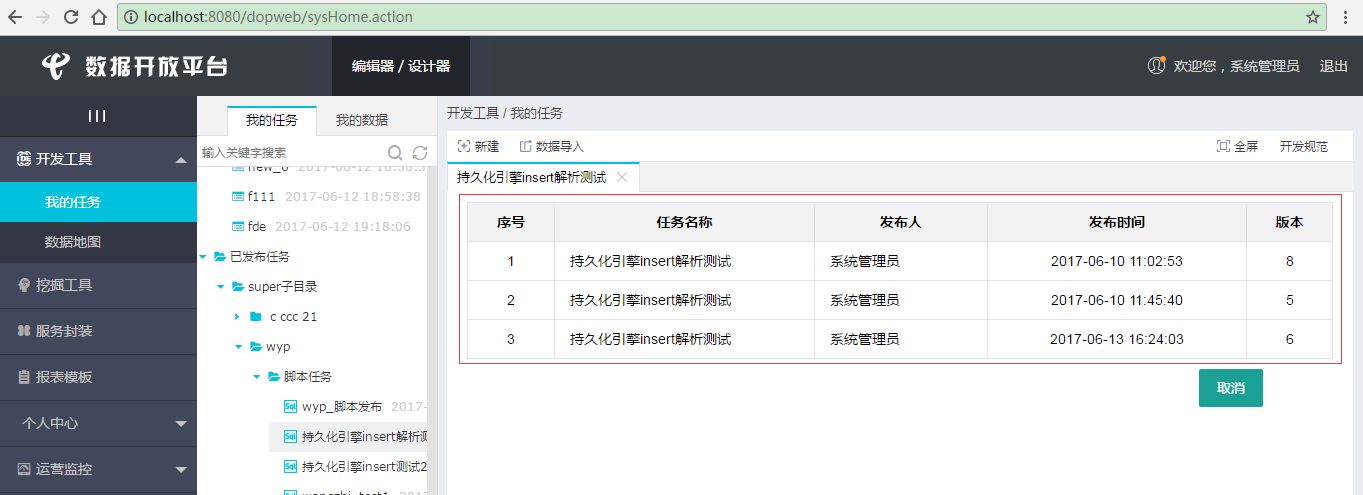 localhost:8080/dopweb/sysHome.action
数据开放平台
编辑器 / 设计器
欢迎您，系统管理员 退出
开发工具
我的任务
数据地图
挖掘工具
服务封装
报表模板
个人中心
运营监控
我的任务 我的数据
输入关键字搜索
f111 2017-06-12 18:58:38
fde 2017-06-12 19:18:06
已发布任务
super子目录
c ccc 21
wyp
脚本任务
Sql wyp_脚本发布 2017-
Sql 持久化引擎insert解析测
Sql 持久化引擎insert测试2
开发工具 / 我的任务
新建 数据导入 全屏 开发规范
持久化引擎insert解析测试
序号 任务名称 发布人 发布时间 版本
1 持久化引擎insert解析测试 系统管理员 2017-06-10 11:02:53 8
2 持久化引擎insert解析测试 系统管理员 2017-06-10 11:45:40 5
3 持久化引擎insert解析测试 系统管理员 2017-06-13 16:24:03 6
取消